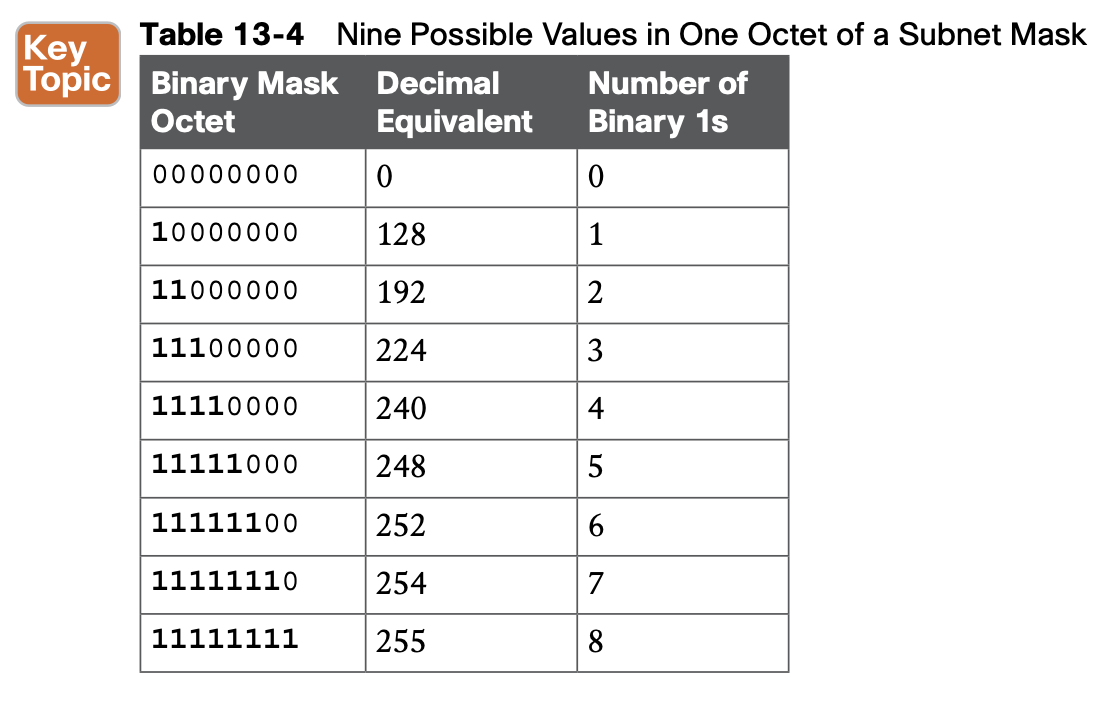 Key
Topic
Table 13-4 Nine Possible Values in One Octet of a Subnet Mask
Binary Mask Octet Decimal Equivalent Number of Binary 1s
00000000 0 0
10000000 128 1
11000000 192 2
11100000 224 3
11110000 240 4
11111000 248 5
11111100 252 6
11111110 254 7
11111111 255 8